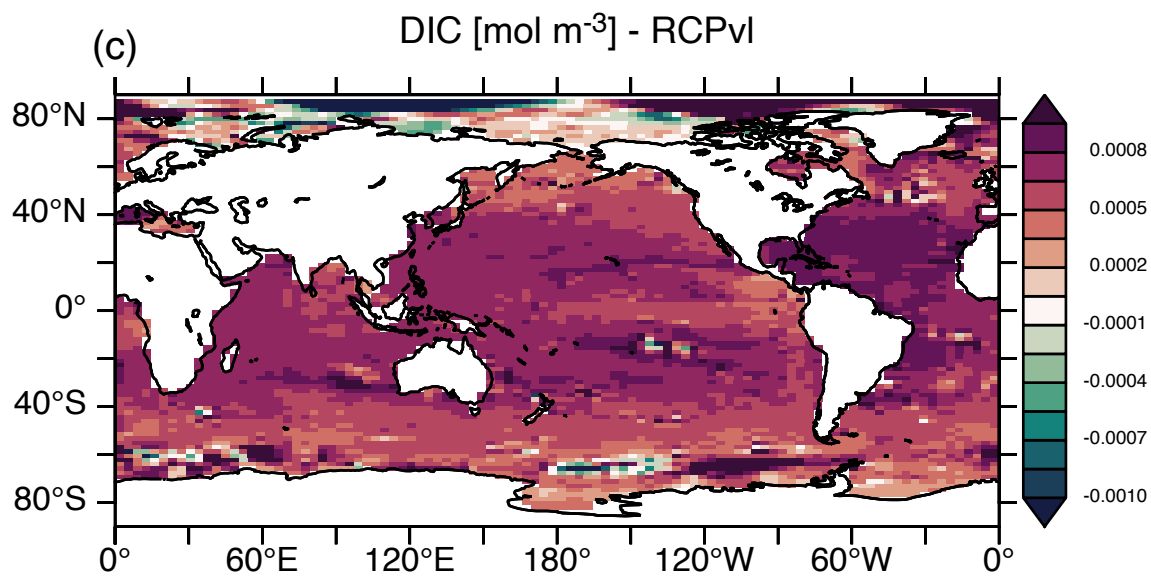 (c)
DIC [mol m-3] - RCPvl
80°N
40°N
0°
40°S
80°S
0° 60°E 120°E 180° 120°W 60°W 0°
0.0008
0.0005
0.0002
-0.0001
-0.0004
-0.0007
-0.0010